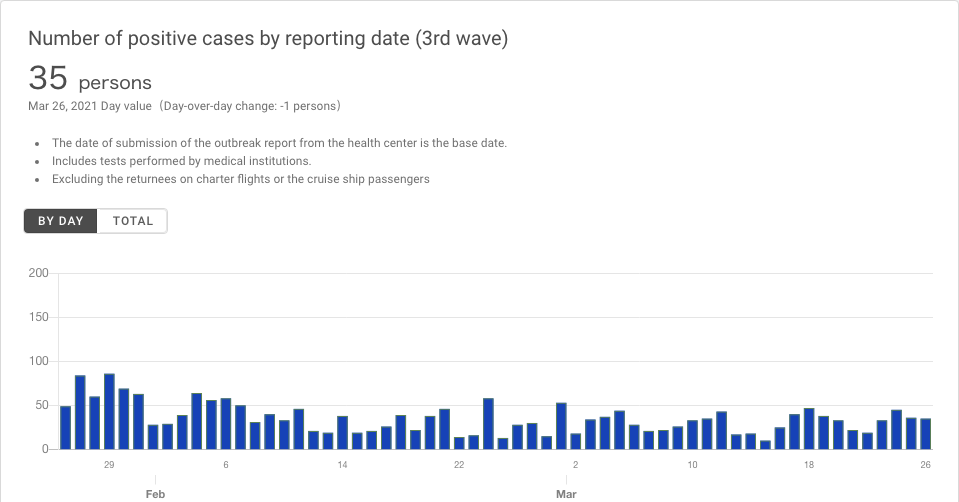 Number of positive cases by reporting date (3rd wave)
35 persons
Mar 26, 2021 Day value（Day-over-day change: -1 persons）
• The date of submission of the outbreak report from the health center is the base date.
• Includes tests performed by medical institutions.
• Excluding the returnees on charter flights or the cruise ship passengers
BY DAY TOTAL
200
150
100
50
0
29 6 14 22 2 10 18 26
Feb Mar